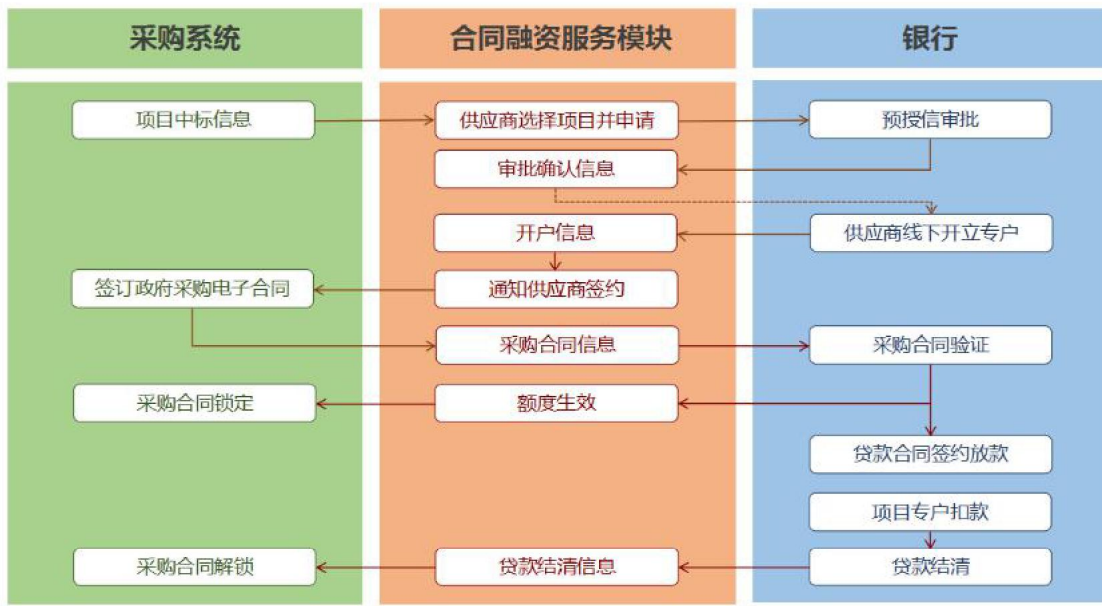 采购系统
合同融资服务模块
银行
项目中标信息
供应商选择项目并申请
预授信审批
审批确认信息
开户信息
供应商线下开立专户
签订政府采购电子合同
通知供应商签约
采购合同信息
采购合同验证
采购合同锁定
额度生效
贷款合同签约放款
项目专户扣款
采购合同解锁
贷款结清信息
贷款结清